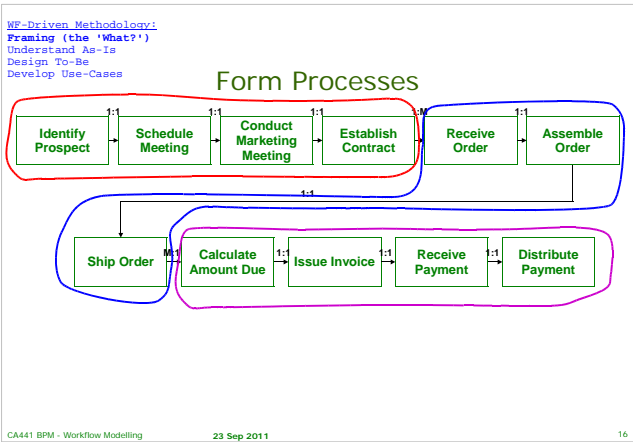 WF-Driven Methodology:
Framing (the 'What?')
Understand As-Is
Design To-Be
Develop Use-Cases
Form Processes
1:1
1:1
1:1
1:M
1:1
Identify
Prospect
Schedule
Meeting
Conduct
Marketing
Meeting
Establish
Contract
Receive
Order
Assemble
Order
1:1
Ship Order
M:1
Calculate
Amount Due
1:1
Issue Invoice
1:1
Receive
Payment
1:1
Distribute
Payment
CA441 BPM - Workflow Modelling
23 Sep 2011
16